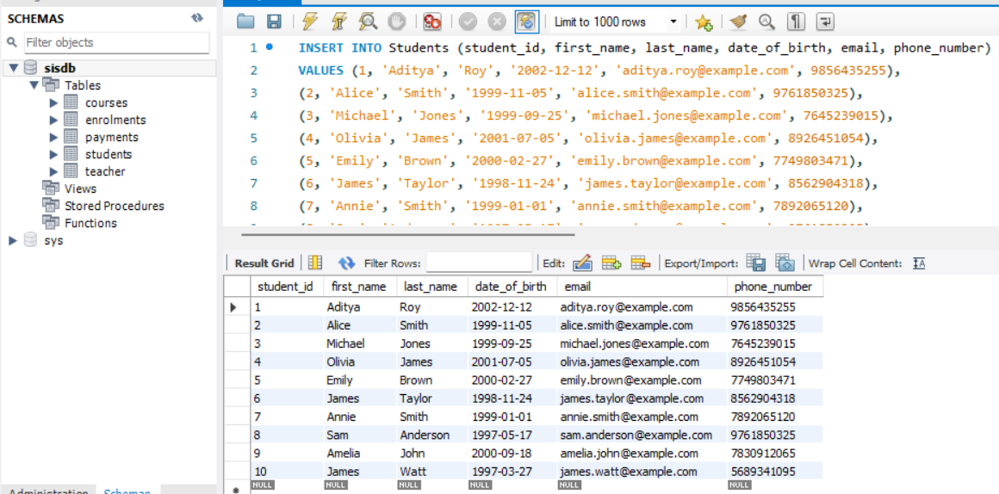 SCHEMAS
Filter objects
sisdb
Tables
courses
enrolments
payments
students
teacher
Views
Stored Procedures
Functions
sys
Administration Schemas
Limit to 1000 rows
1 INSERT INTO Students (student_id, first_name, last_name, date_of_birth, email, phone_number)
2 VALUES (1, 'Aditya', 'Roy', '2002-12-12', 'aditya.roy@example.com', 9856435255),
3 (2, 'Alice', 'Smith', '1999-11-05', 'alice.smith@example.com', 9761850325),
4 (3, 'Michael', 'Jones', '1999-09-25', 'michael.jones@example.com', 7645239015),
5 (4, 'Olivia', 'James', '2001-07-05', 'olivia.james@example.com', 8926451054),
6 (5, 'Emily', 'Brown', '2000-02-27', 'emily.brown@example.com', 7749803471),
7 (6, 'James', 'Taylor', '1998-11-24', 'james.taylor@example.com', 8562904318),
8 (7, 'Annie', 'Smith', '1999-01-01', 'annie.smith@example.com', 7892065120),
Result Grid Filter Rows: Edit: Export/Import: Wrap Cell Content:
student_id first_name last_name date_of_birth email phone_number
1 Aditya Roy 2002-12-12 aditya.roy@example.com 9856435255
2 Alice Smith 1999-11-05 alice.smith@example.com 9761850325
3 Michael Jones 1999-09-25 michael.jones@example.com 7645239015
4 Olivia James 2001-07-05 olivia.james@example.com 8926451054
5 Emily Brown 2000-02-27 emily.brown@example.com 7749803471
6 James Taylor 1998-11-24 james.taylor@example.com 8562904318
7 Annie Smith 1999-01-01 annie.smith@example.com 7892065120
8 Sam Anderson 1997-05-17 sam.anderson@example.com 9761850325
9 Amelia John 2000-09-18 amelia.john@example.com 7830912065
10 James Watt 1997-03-27 james.watt@example.com 5689341095
NULL NULL NULL NULL NULL NULL